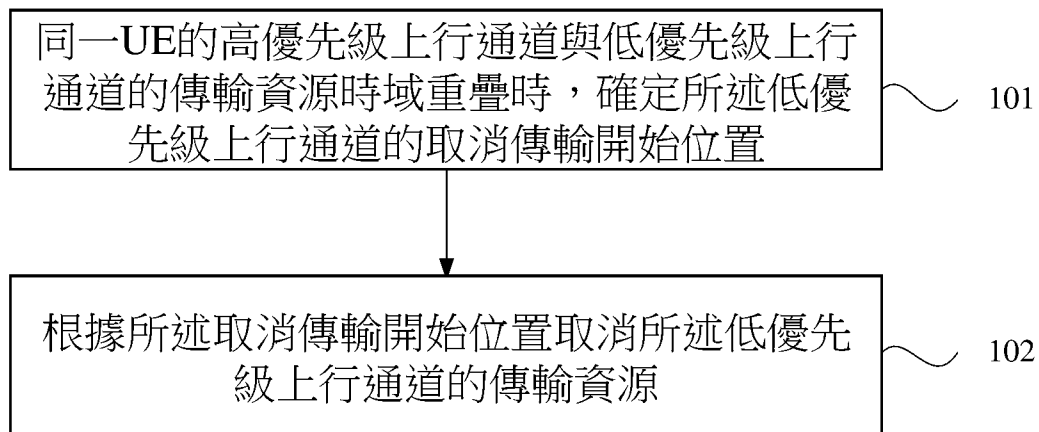 同一UE的高優先級上行通道與低優先級上行
通道的傳輸資源時域重疊時，確定所述低優
先級上行通道的取消傳輸開始位置
101
根據所述取消傳輸開始位置取消所述低優先
級上行通道的傳輸資源
102